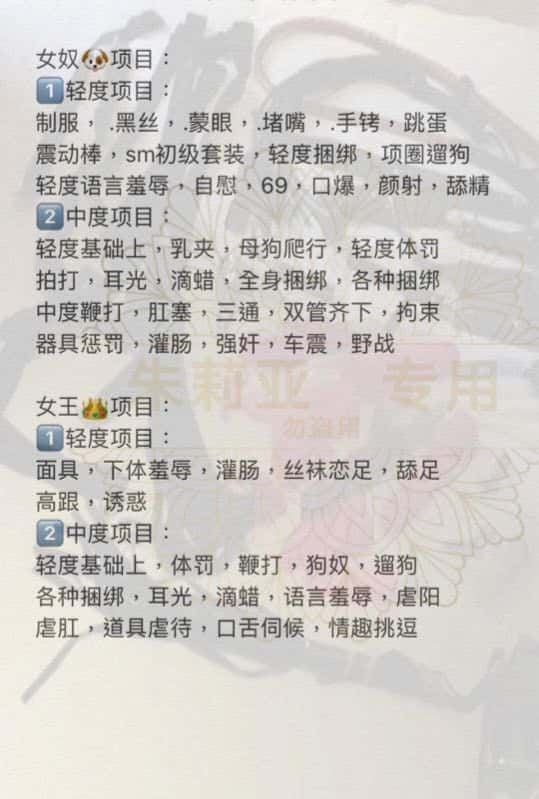 女奴🐶项目：
1️⃣轻度项目：
制服，.黑丝，.蒙眼，.堵嘴，.手铐，跳蛋
震动棒，sm初级套装，轻度捆绑，项圈遛狗
轻度语言羞辱，自慰，69，口爆，颜射，舔精
2️⃣中度项目：
轻度基础上，乳夹，母狗爬行，轻度体罚
拍打，耳光，滴蜡，全身捆绑，各种捆绑
中度鞭打，肛塞，三通，双管齐下，拘束
器具惩罚，灌肠，强奸，车震，野战
朱莉亚 专用
勿盗用
女王👑项目：
1️⃣轻度项目：
面具，下体羞辱，灌肠，丝袜恋足，舔足
高跟，诱惑
2️⃣中度项目：
轻度基础上，体罚，鞭打，狗奴，遛狗
各种捆绑，耳光，滴蜡，语言羞辱，虐阳
虐肛，道具虐待，口舌伺候，情趣挑逗